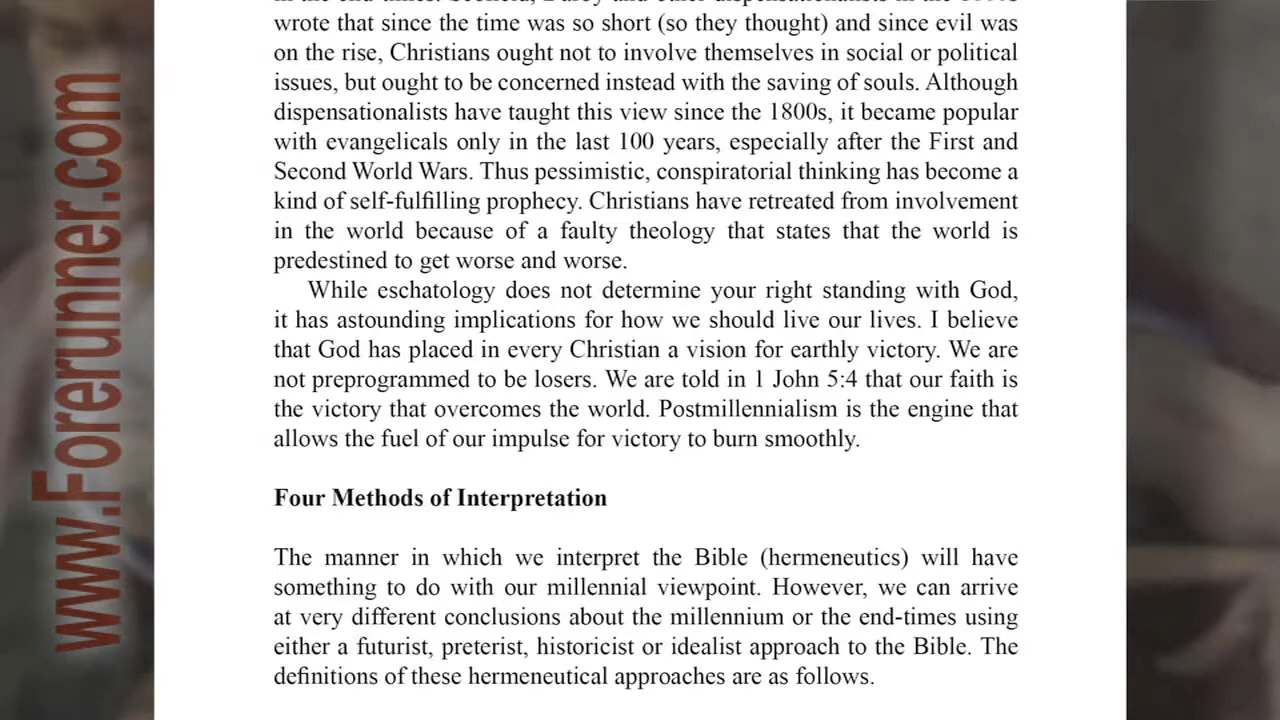 wrote that since the time was so short (so they thought) and since evil was
on the rise, Christians ought not to involve themselves in social or political
issues, but ought to be concerned instead with the saving of souls. Although
dispensationalists have taught this view since the 1800s, it became popular
with evangelicals only in the last 100 years, especially after the First and
Second World Wars. Thus pessimistic, conspiratorial thinking has become a
kind of self-fulfilling prophecy. Christians have retreated from involvement
in the world because of a faulty theology that states that the world is
predestined to get worse and worse.
While eschatology does not determine your right standing with God,
it has astounding implications for how we should live our lives. I believe
that God has placed in every Christian a vision for earthly victory. We are
not preprogrammed to be losers. We are told in 1 John 5:4 that our faith is
the victory that overcomes the world. Postmillennialism is the engine that
allows the fuel of our impulse for victory to burn smoothly.
Four Methods of Interpretation
The manner in which we interpret the Bible (hermeneutics) will have
something to do with our millennial viewpoint. However, we can arrive
at very different conclusions about the millennium or the end-times using
either a futurist, preterist, historicist or idealist approach to the Bible. The
definitions of these hermeneutical approaches are as follows.
www.Forerunner.com